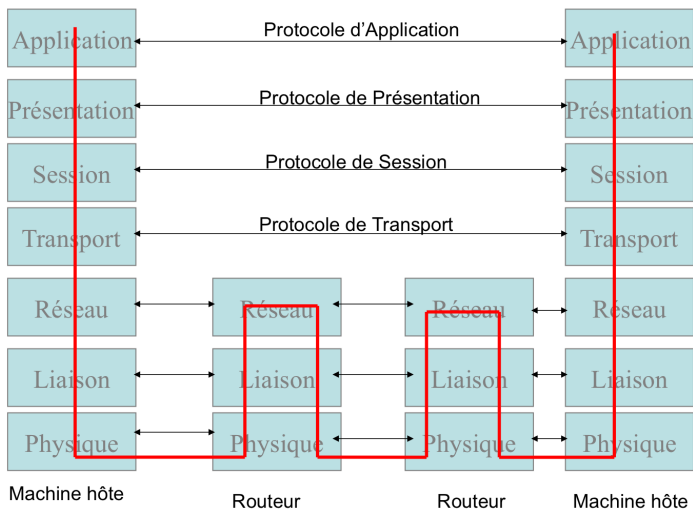 Application Protocole d’Application Application
Présentation Protocole de Présentation Présentation
Session Protocole de Session Session
Transport Protocole de Transport Transport
Réseau Réseau Réseau Réseau
Liaison Liaison Liaison Liaison
Physique Physique Physique Physique
Machine hôte Routeur Routeur Machine hôte